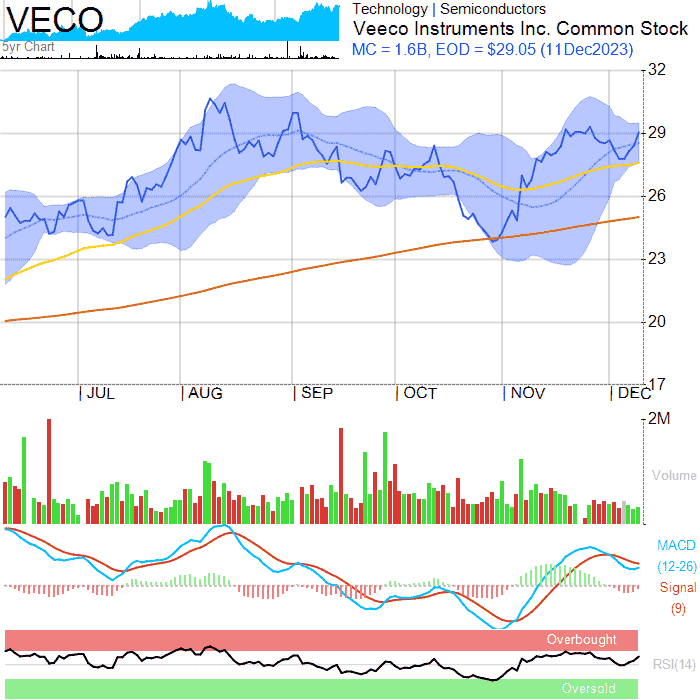 VECO
5yr Chart
Technology | Semiconductors
Veeco Instruments Inc. Common Stock
MC = 1.6B, EOD = $29.05 (11Dec2023)
32
29
26
23
20
17
| JUL | AUG | SEP | OCT | NOV | DEC
2M
Volume
MACD
(12-26)
Signal
(9)
Overbought
RSI(14)
Oversold